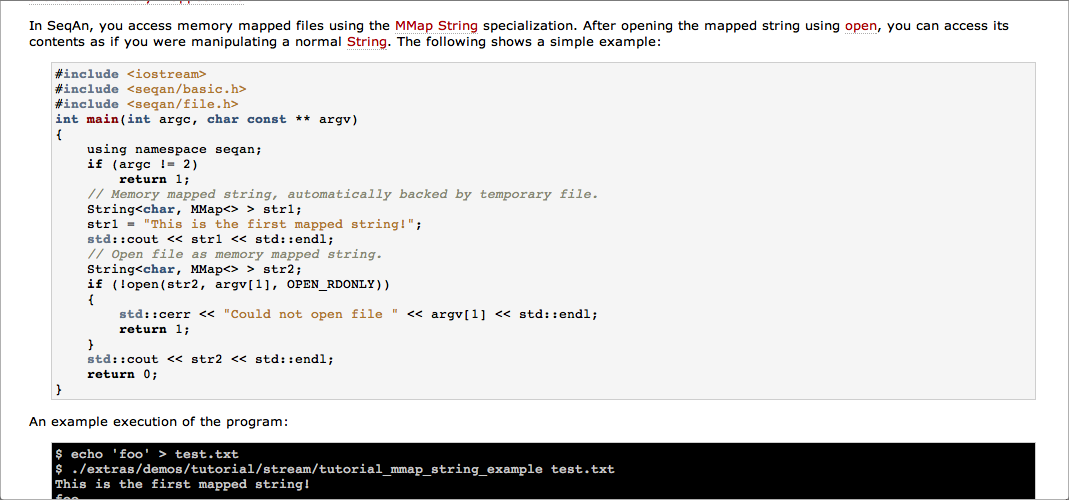 In SeqAn, you access memory mapped files using the MMap String specialization. After opening the mapped string using open, you can access its
contents as if you were manipulating a normal String. The following shows a simple example:
#include <iostream>
#include <seqan/basic.h>
#include <seqan/file.h>
int main(int argc, char const ** argv)
{
    using namespace seqan;
    if (argc != 2)
        return 1;
    // Memory mapped string, automatically backed by temporary file.
    String<char, MMap<> > str1;
    str1 = "This is the first mapped string!";
    std::cout << str1 << std::endl;
    // Open file as memory mapped string.
    String<char, MMap<> > str2;
    if (!open(str2, argv[1], OPEN_RDONLY))
    {
        std::cerr << "Could not open file " << argv[1] << std::endl;
        return 1;
    }
    std::cout << str2 << std::endl;
    return 0;
}
An example execution of the program:
$ echo 'foo' > test.txt
$ ./extras/demos/tutorial/stream/tutorial_mmap_string_example test.txt
This is the first mapped string!
foo